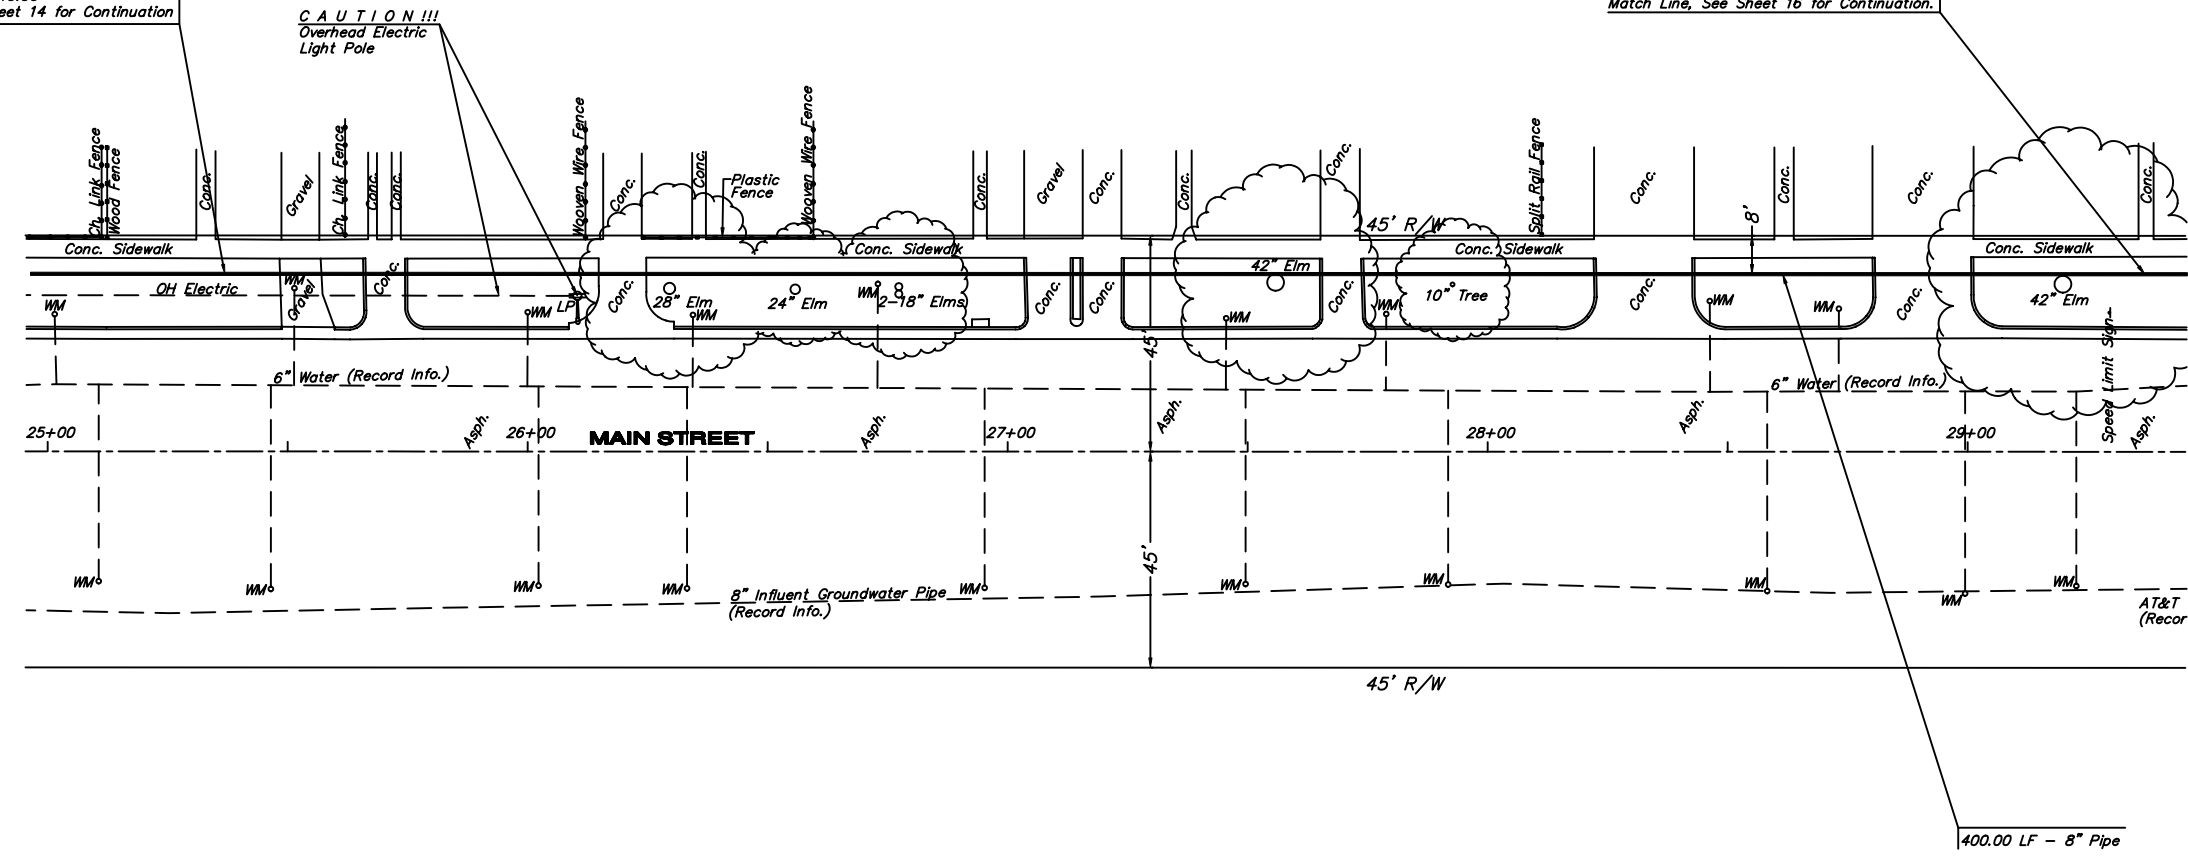 eet 14 for Continuation
C A U T I O N !!!
Overhead Electric
Light Pole
Match Line, See Sheet 16 for Continuation.
Ch. Link Fence
Wood Fence
Conc.
Gravel
Ch. Link Fence
Conc.
Conc.
Wooven Wire Fence
Conc.
Conc.
Plastic
Fence
Wooven Wire Fence
Conc.
Gravel
Conc.
Conc.
Conc.
45' R/W
Split Rail Fence
Conc.
8'
Conc.
Conc.
Conc.
Conc. Sidewalk
Conc. Sidewalk
Conc. Sidewalk
Conc. Sidewalk
WM
OH Electric
WM
Gravel
Conc.
WM
LP
Conc.
28" Elm
WM
24" Elm
WM
2-18" Elms
Conc.
Conc.
42" Elm
WM
Conc.
WM
10" Tree
Conc.
WM
WM
Conc.
42" Elm
Speed Limit Sign
45'
6" Water (Record Info.)
6" Water (Record Info.)
25+00
Asph.
26+00
MAIN STREET
Asph.
27+00
Asph.
28+00
Asph.
29+00
Asph.
45'
WM
WM
WM
WM
WM
WM
WM
WM
WM
WM
8" Influent Groundwater Pipe
(Record Info.)
AT&T
(Recor
45' R/W
400.00 LF - 8" Pipe